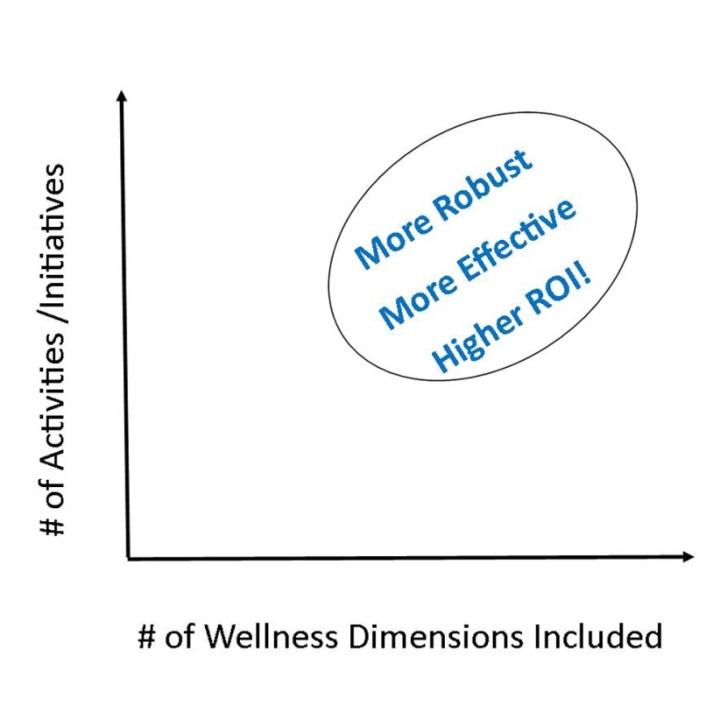 # of Activities /Initiatives
More Robust
More Effective
Higher ROI!
# of Wellness Dimensions Included